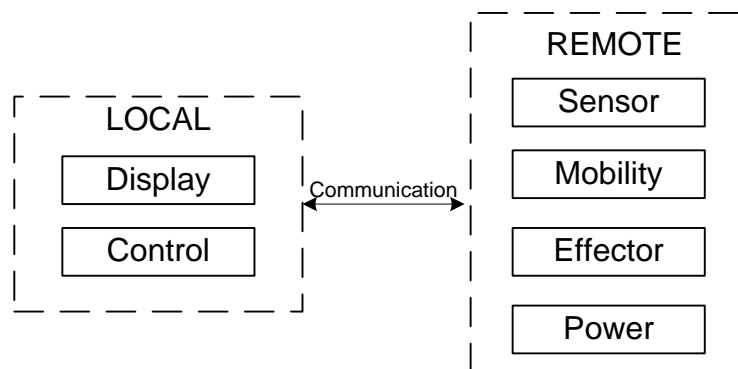 LOCAL
Display
Control
Communication
REMOTE
Sensor
Mobility
Effector
Power